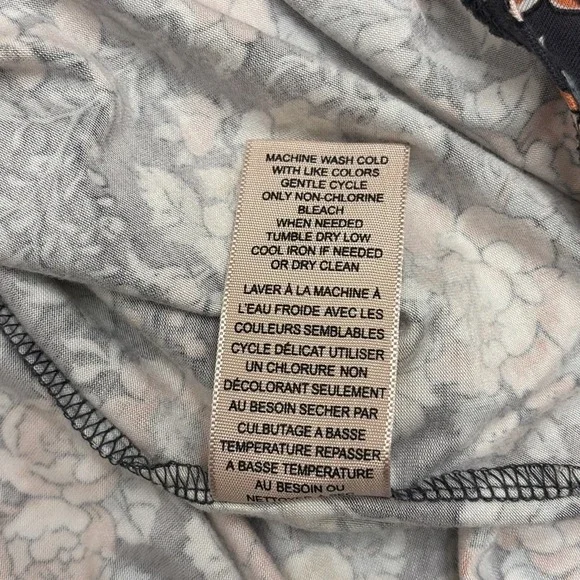 MACHINE WASH COLD
WITH LIKE COLORS
GENTLE CYCLE
ONLY NON-CHLORINE
BLEACH
WHEN NEEDED
TUMBLE DRY LOW
COOL IRON IF NEEDED
OR DRY CLEAN
LAVER À LA MACHINE À
L'EAU FROIDE AVEC LES
COULEURS SEMBLABLES
CYCLE DÉLICAT UTILISER
UN CHLORURE NON
DÉCOLORANT SEULEMENT
AU BESOIN SECHER PAR
CULBUTAGE A BASSE
TEMPERATURE REPASSER
A BASSE TEMPERATURE
AU BESOIN OU